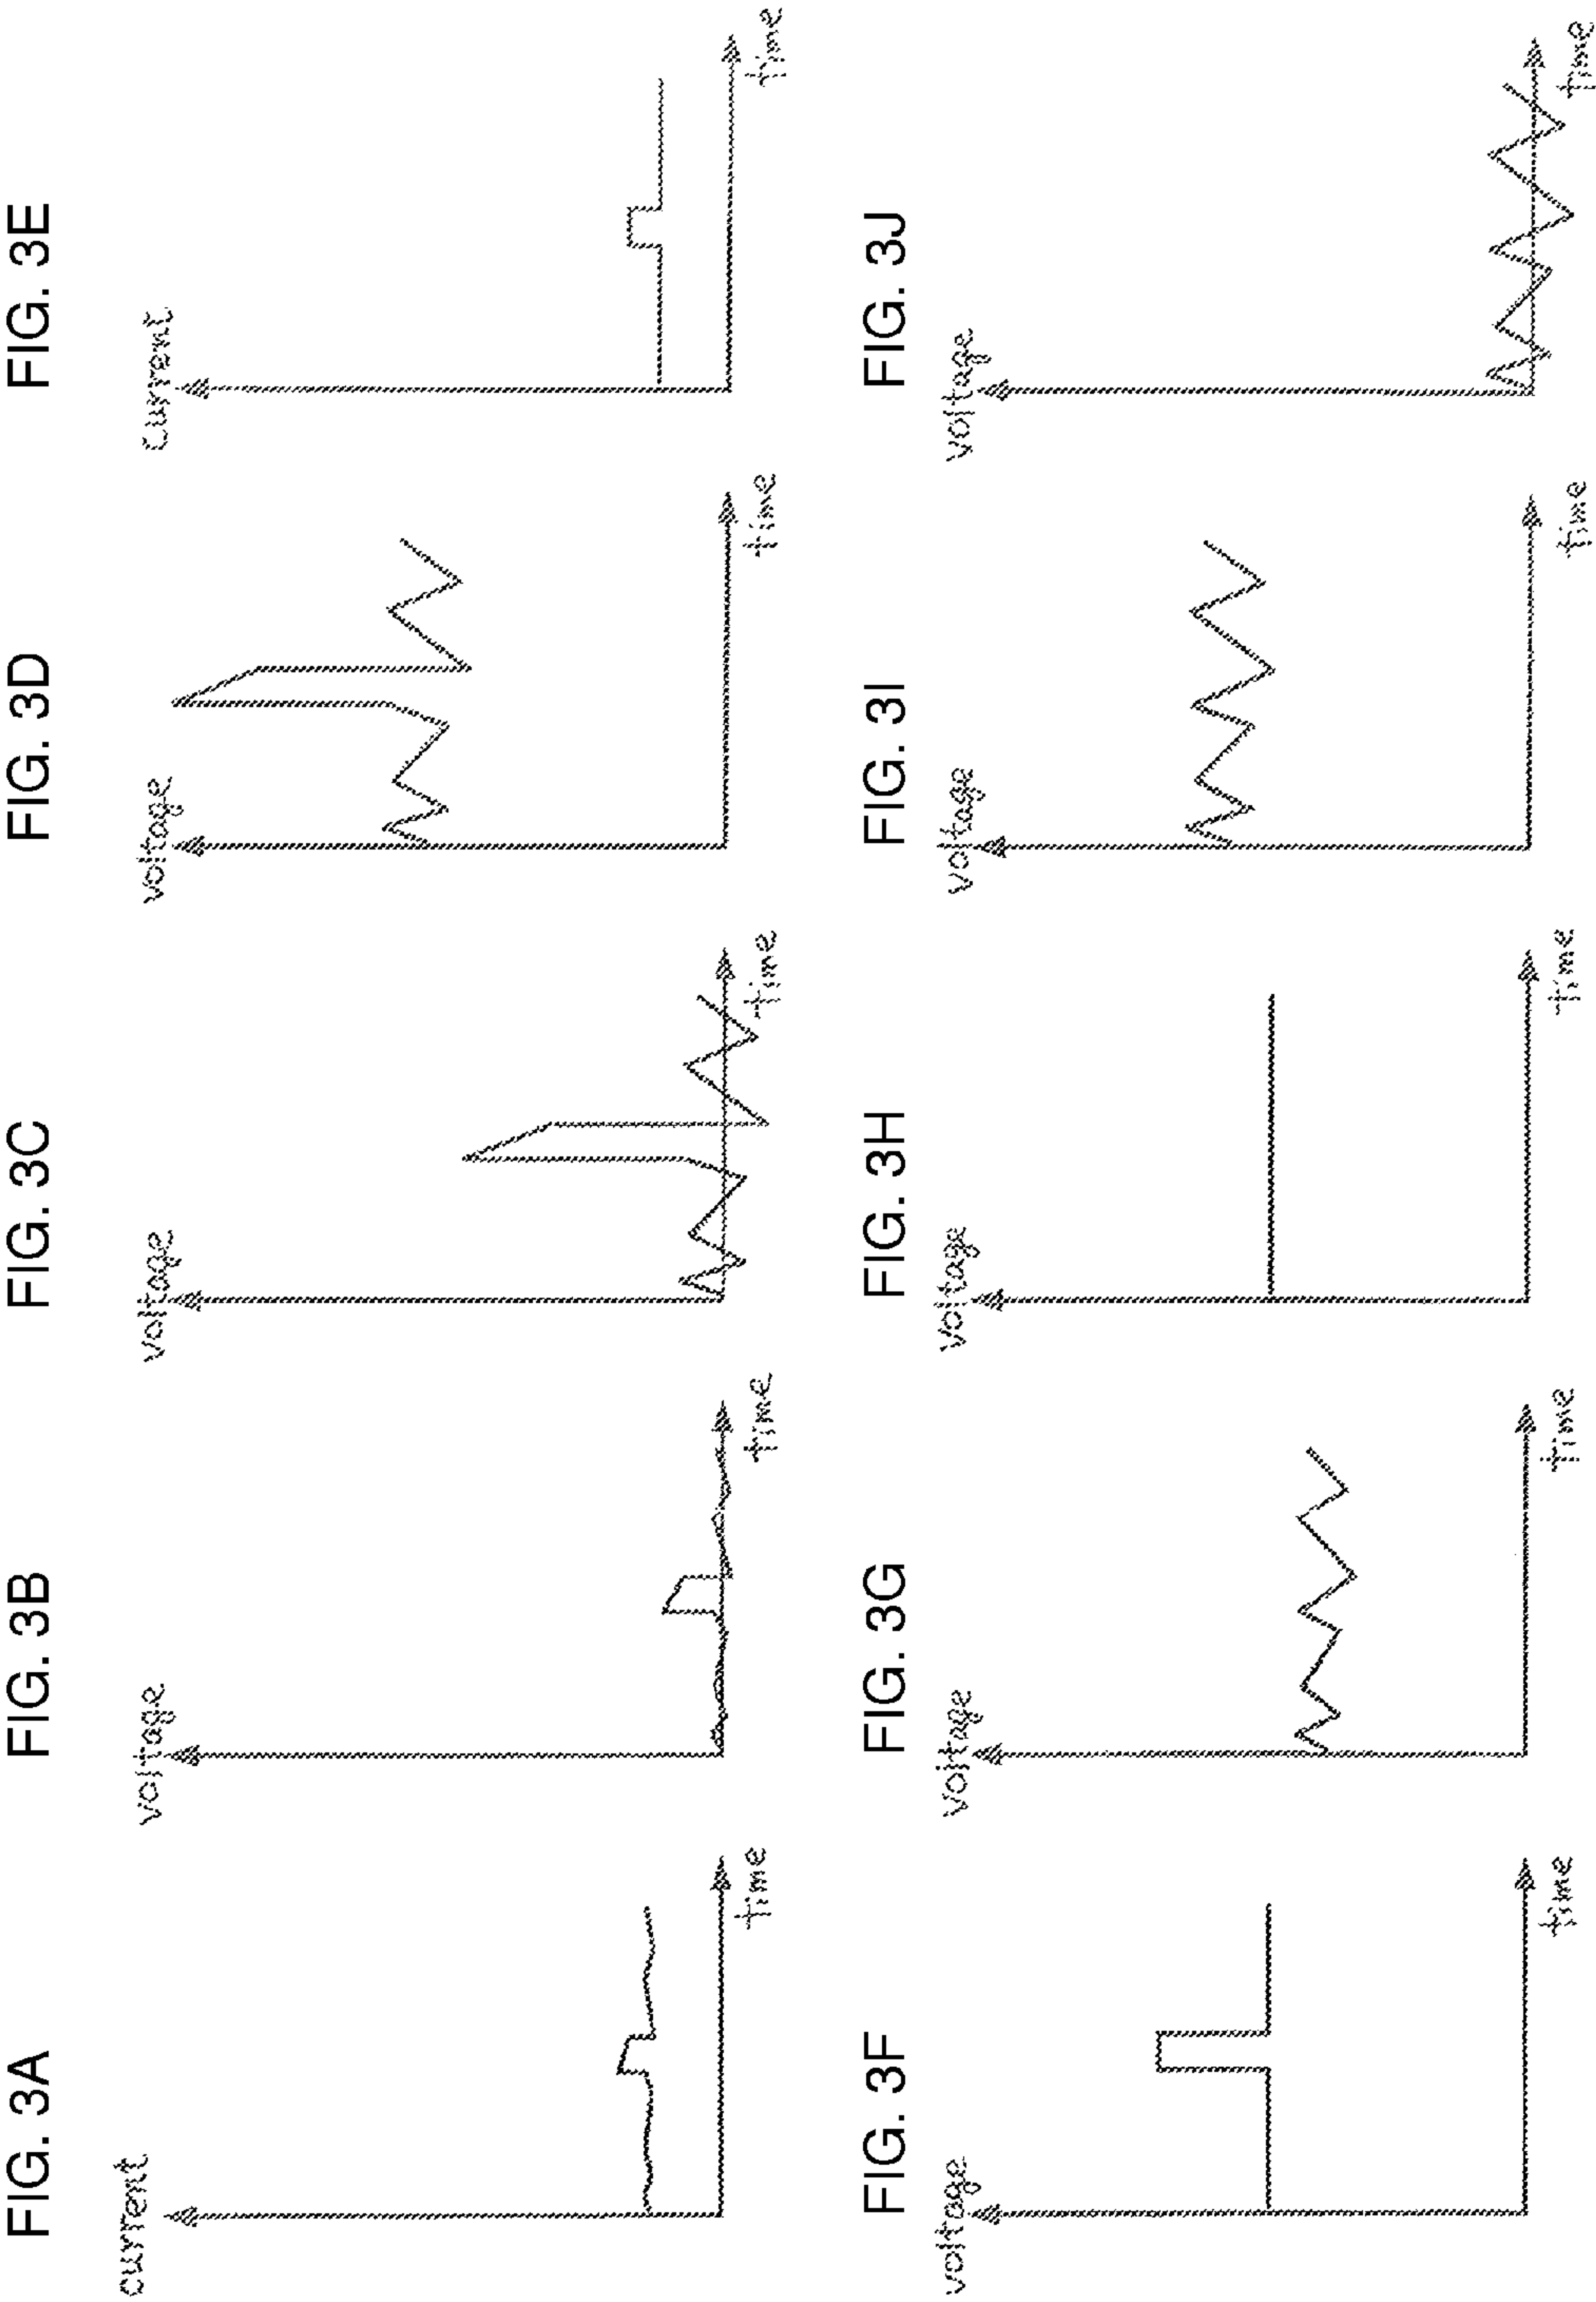 FIG. 3A
current
time
FIG. 3B
voltage
time
FIG. 3C
voltage
time
FIG. 3D
voltage
time
FIG. 3E
current
time
FIG. 3F
voltage
time
FIG. 3G
voltage
time
FIG. 3H
voltage
time
FIG. 3I
voltage
time
FIG. 3J
voltage
time